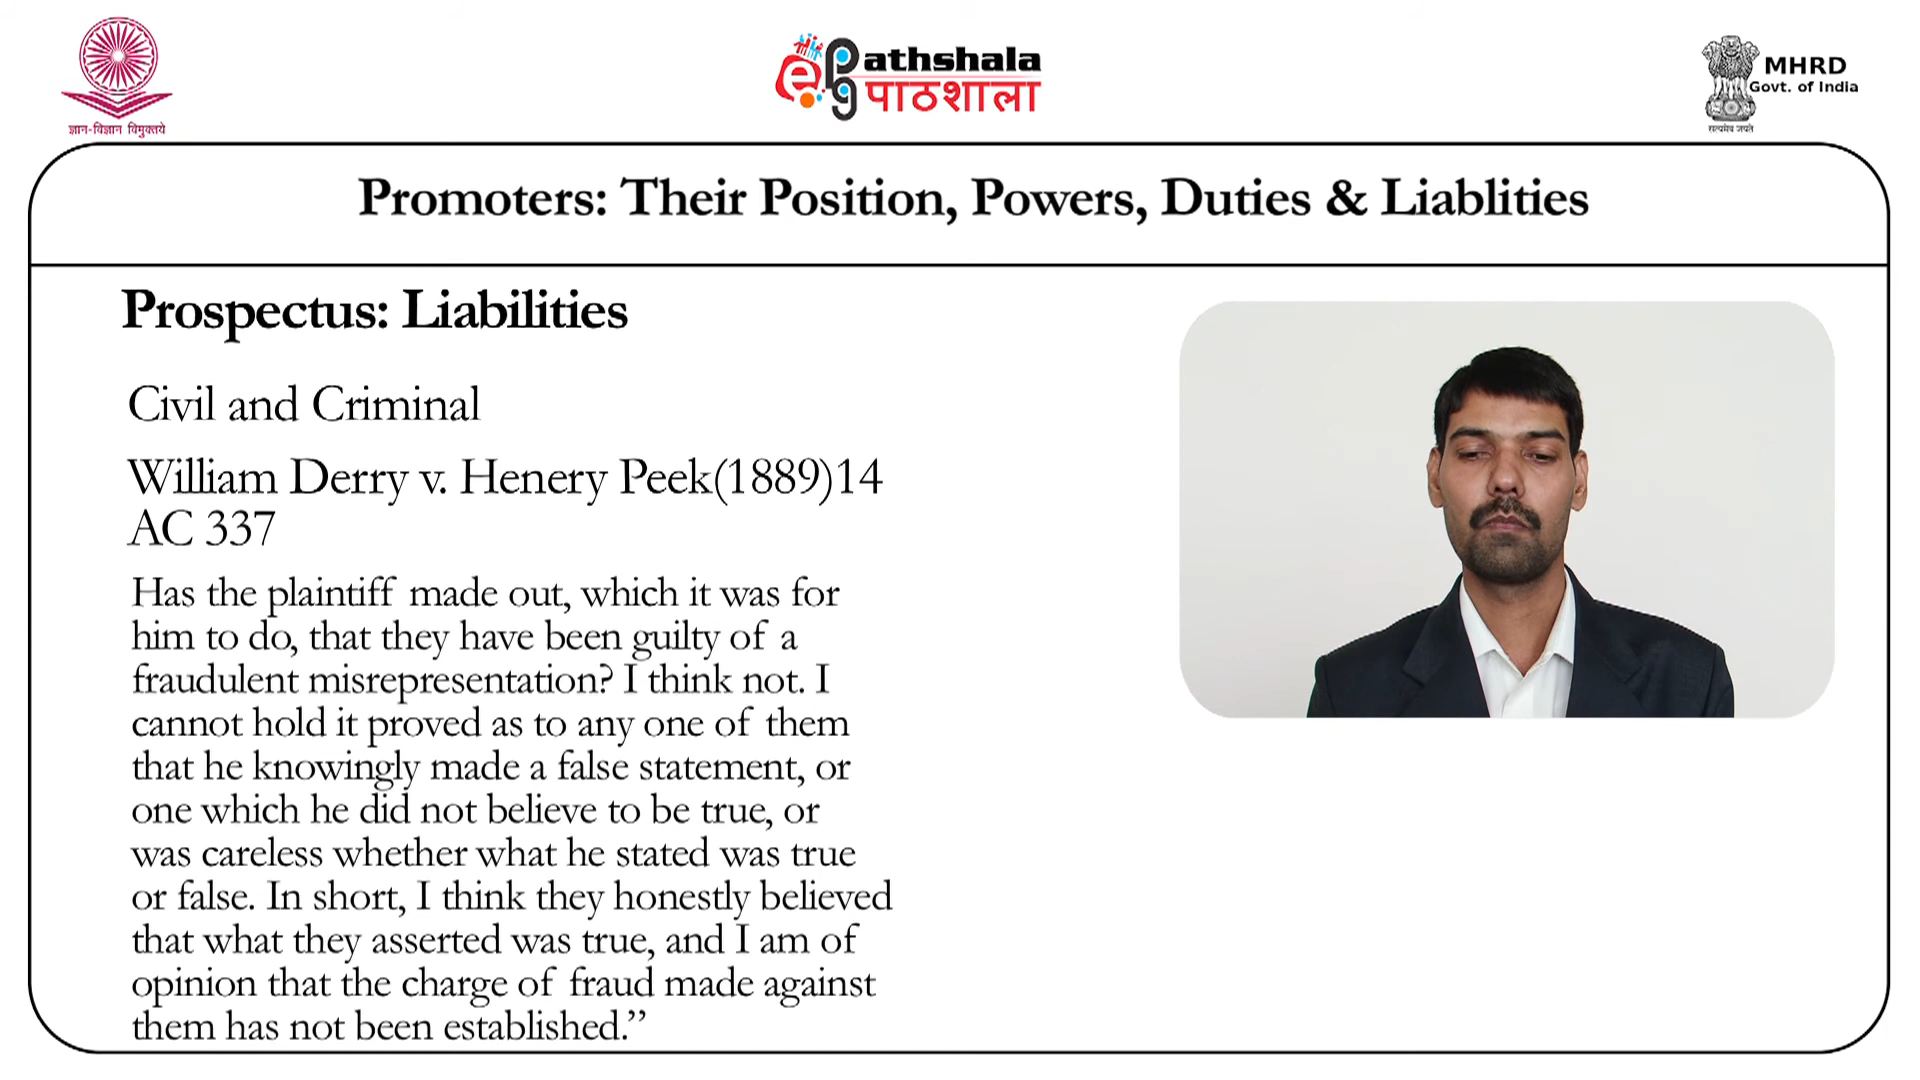 ज्ञान-विज्ञान विमुक्तये
ePG athshala
पाठशाला
MHRD
Govt. of India
सत्यमेव जयते
Promoters: Their Position, Powers, Duties & Liablities
Prospectus: Liabilities
Civil and Criminal
William Derry v. Henery Peek(1889)14
AC 337
Has the plaintiff made out, which it was for
him to do, that they have been guilty of a
fraudulent misrepresentation? I think not. I
cannot hold it proved as to any one of them
that he knowingly made a false statement, or
one which he did not believe to be true, or
was careless whether what he stated was true
or false. In short, I think they honestly believed
that what they asserted was true, and I am of
opinion that the charge of fraud made against
them has not been established.”